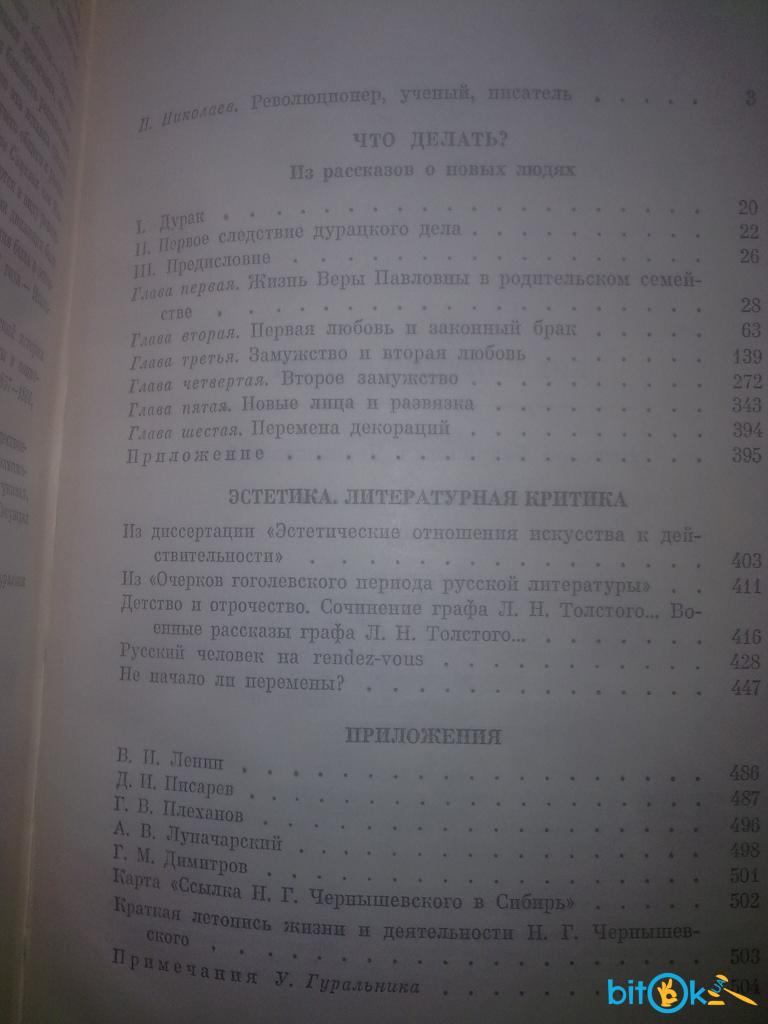 П. Николаев. Революционер, ученый, писатель . . . . . 3
ЧТО ДЕЛАТЬ?
Из рассказов о новых людях
I. Дурак . . . . . . . . . . . . . . . . . 20
II. Первое следствие дурацкого дела . . . . . . . . 22
III. Предисловие . . . . . . . . . . . . . . 26
Глава первая. Жизнь Веры Павловны в родительском семей-
стве . . . . . . . . . . . . . . . . . 28
Глава вторая. Первая любовь и законный брак . . . . 63
Глава третья. Замужество и вторая любовь . . . . . . 139
Глава четвертая. Второе замужство . . . . . . . . 272
Глава пятая. Новые лица и развязка . . . . . . . . 343
Глава шестая. Перемена декораций . . . . . . . . 394
Приложение . . . . . . . . . . . . . . 395
ЭСТЕТИКА. ЛИТЕРАТУРНАЯ КРИТИКА
Из диссертации «Эстетические отношения искусства к дей-
ствительности» . . . . . . . . . . . . . 403
Из «Очерков гоголевского периода русской литературы» . . 411
Детство и отрочество. Сочинение графа Л. Н. Толстого... Во-
енные рассказы графа Л. Н. Толстого... . . . . . . 416
Русский человек на rendez-vous . . . . . . . . . 428
Не начало ли перемены? . . . . . . . . . . . 447
ПРИЛОЖЕНИЯ
В. И. Ленин . . . . . . . . . . . . . . . . 486
Д. И. Писарев . . . . . . . . . . . . . . . 487
Г. В. Плеханов . . . . . . . . . . . . . . . 496
А. В. Луначарский . . . . . . . . . . . . . 498
Г. М. Димитров . . . . . . . . . . . . . . 501
Карта «Ссылка Н. Г. Чернышевского в Сибирь» . . . . . 502
Краткая летопись жизни и деятельности Н. Г. Чернышев-
ского . . . . . . . . . . . . . . . . . 503
Примечания У. Гуральника . . . . . . . . . 504
bitOk UA